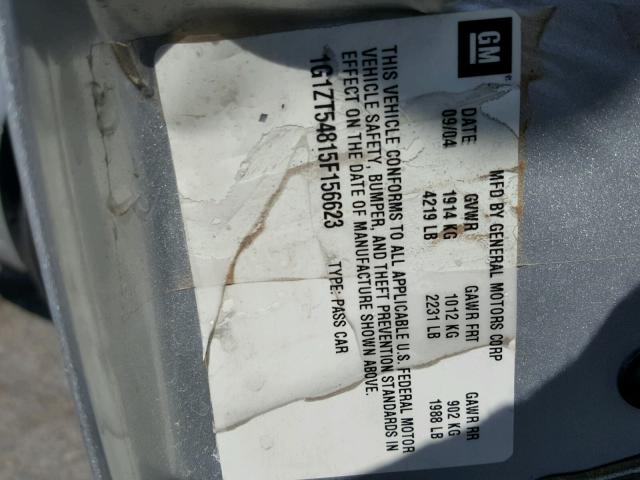 GM
MFD BY GENERAL MOTORS CORP
DATE GVWR GAWR FRT GAWR RR
09/04 1914 KG 1012 KG 902 KG
4219 LB 2231 LB 1988 LB
THIS VEHICLE CONFORMS TO ALL APPLICABLE U.S. FEDERAL MOTOR
VEHICLE SAFETY, BUMPER, AND THEFT PREVENTION STANDARDS IN
EFFECT ON THE DATE OF MANUFACTURE SHOWN ABOVE.
1G1ZT54815F156623 TYPE: PASS CAR